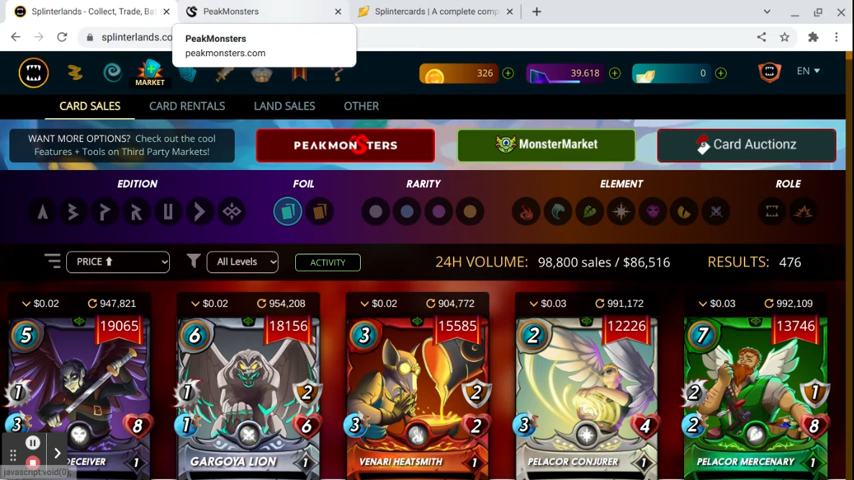 Splinterlands - Collect, Trade, Ba
PeakMonsters
Splintercards | A complete comp
splinterlands.co
PeakMonsters
peakmonsters.com
MARKET
326
39.618
0
EN
CARD SALES
CARD RENTALS
LAND SALES
OTHER
WANT MORE OPTIONS? Check out the cool
Features + Tools on Third Party Markets!
PEAKMONSTERS
MonsterMarket
Card Auctionz
EDITION
FOIL
RARITY
ELEMENT
ROLE
PRICE
All Levels
ACTIVITY
24H VOLUME: 98,800 sales / $86,516
RESULTS: 476
$0.02 947,821
$0.02 954,208
$0.02 904,772
$0.03 991,172
$0.03 992,109
5 19065
6 18156
3 15585
2 12226
7 13746
1
1 2
2
2 1
3 8
1 6
3 2
3 4
2 8
DECEIVER 1
GARGOYA LION 1
VENARI HEATSMITH 1
PELACOR CONJURER 1
PELACOR MERCENARY 1
javascript:void(0)